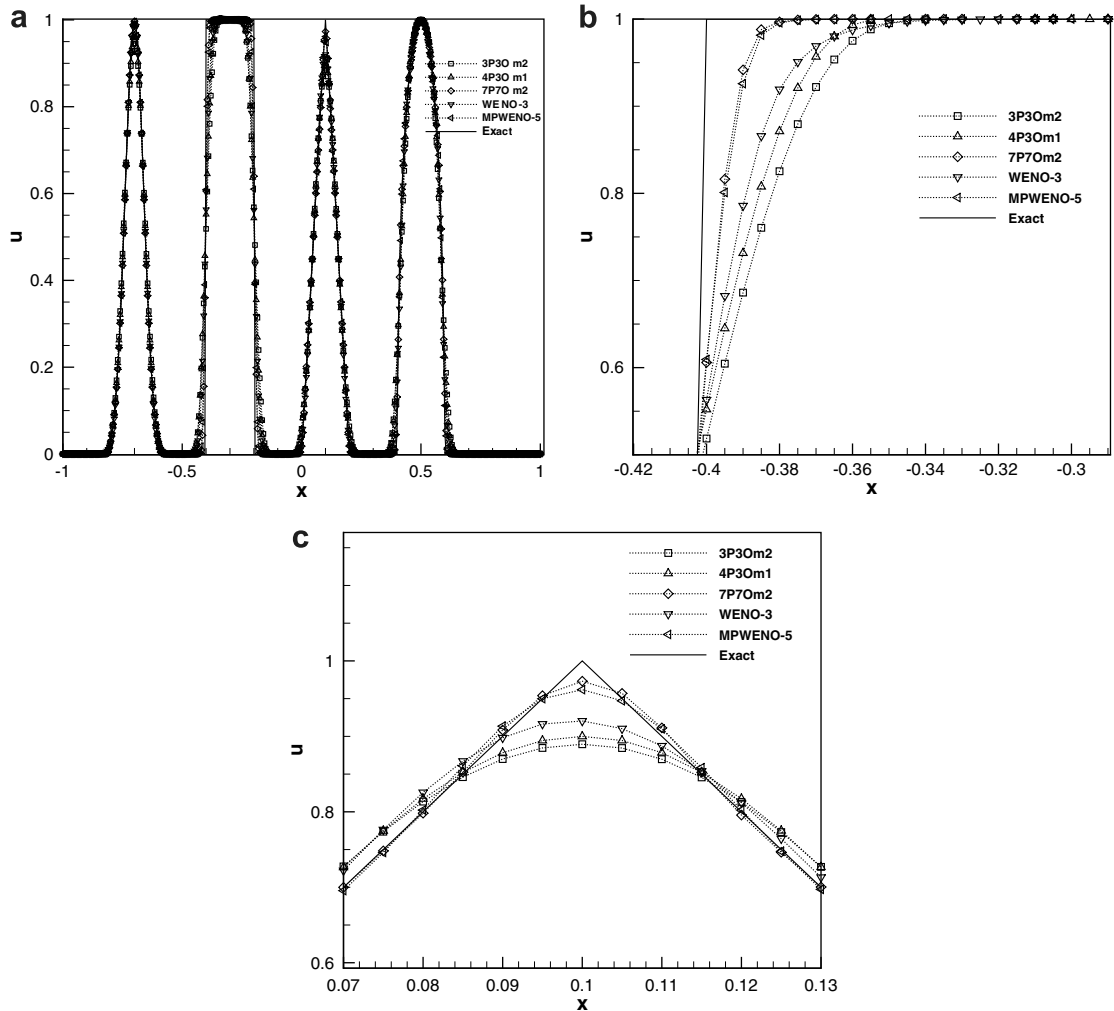 a
u
1
0.8
0.6
0.4
0.2
0
-1
-0.5
0
0.5
1
x
3P3O m2
4P3O m1
7P7O m2
WE NO-3
MPWENO-5
Exact
b
u
1
0.8
0.6
-0.42
-0.4
-0.38
-0.36
-0.34
-0.32
-0.3
x
3P3Om2
4P3Om1
7P7Om2
WENO-3
MPWENO-5
Exact
c
u
1
0.8
0.6
0.07
0.08
0.09
0.1
0.11
0.12
0.13
x
3P3Om2
4P3Om1
7P7Om2
WENO-3
MPWENO-5
Exact